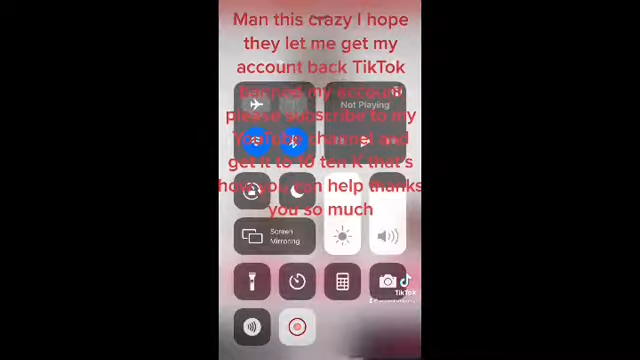 Man this crazy I hope
they let me get my
account back TikTok
Banned my account
please subscribe to my
YouTube channel and
get it to 10 ten K that's
how you can help thanks
you so much
Not Playing
Screen
Mirroring
TikTok